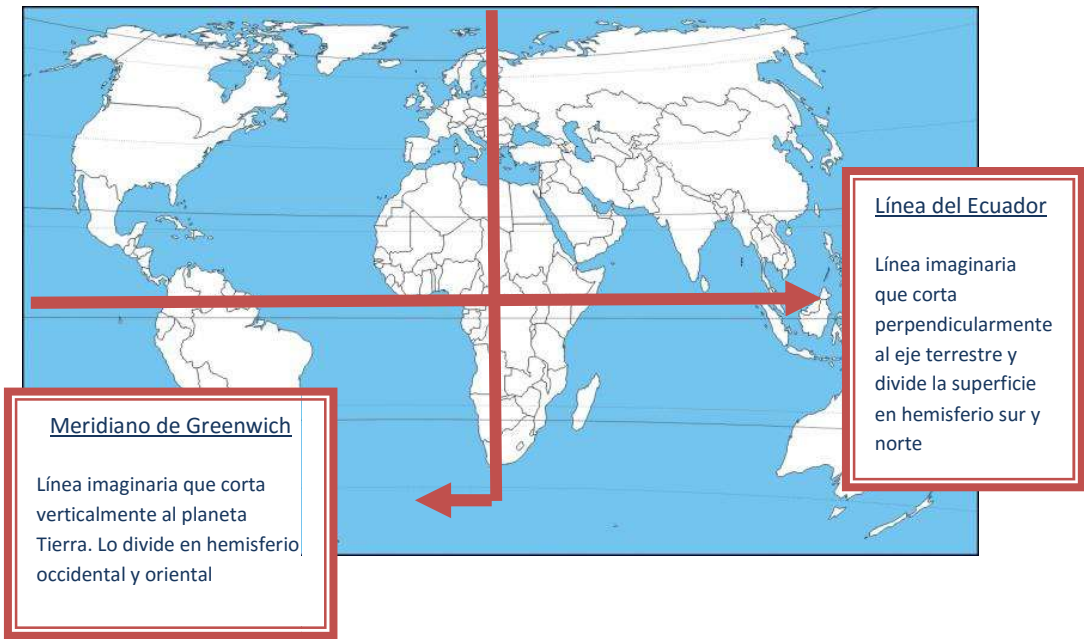 Línea del Ecuador
Línea imaginaria
que corta
perpendicularmente
al eje terrestre y
divide la superficie
en hemisferio sur y
norte
Meridiano de Greenwich
Línea imaginaria que corta
verticalmente al planeta
Tierra. Lo divide en hemisferio
occidental y oriental